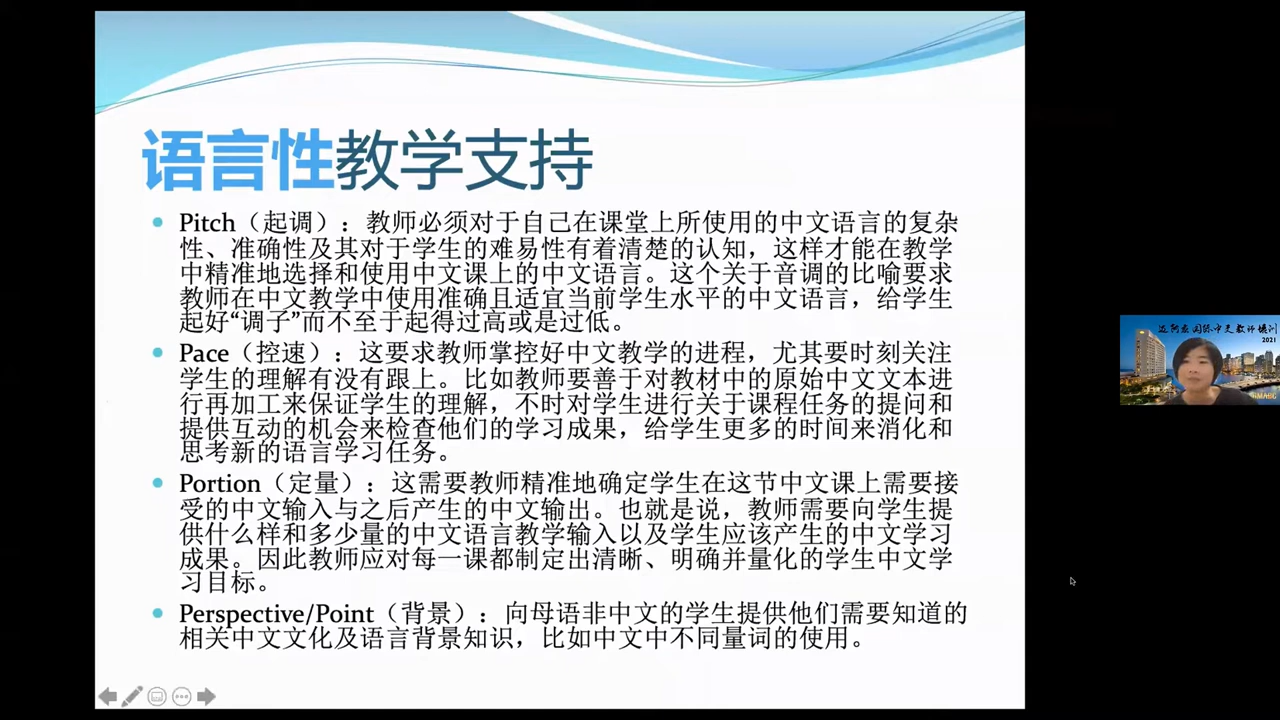 语言性教学支持
Pitch（起调）：教师必须对于自己在课堂上所使用的中文语言的复杂
性、准确性及其对于学生的难易性有着清楚的认知，这样才能在教学
中精准地选择和使用中文课上的中文语言。这个关于音调的比喻要求
教师在中文教学中使用准确且适宜当前学生水平的中文语言，给学生
起好“调子”而不至于起得过高或是过低。
Pace（控速）：这要求教师掌控好中文教学的进程，尤其要时刻关注
学生的理解有没有跟上。比如教师要善于对教材中的原始中文文本进
行再加工来保证学生的理解，不时对学生进行关于课程任务的提问和
提供互动的机会来检查他们的学习成果，给学生更多的时间来消化和
思考新的语言学习任务。
Portion（定量）：这需要教师精准地确定学生在这节中文课上需要接
受的中文输入与之后产生的中文输出。也就是说，教师需要向学生提
供什么样和多少量的中文语言教学输入以及学生应该产生的中文学习
成果。因此教师应对每一课都制定出清晰、明确并量化的学生中文学
习目标。
Perspective/Point（背景）：向母语非中文的学生提供他们需要知道的
相关中文文化及语言背景知识，比如中文中不同量词的使用。
迈阿密国际中文教师培训
2021